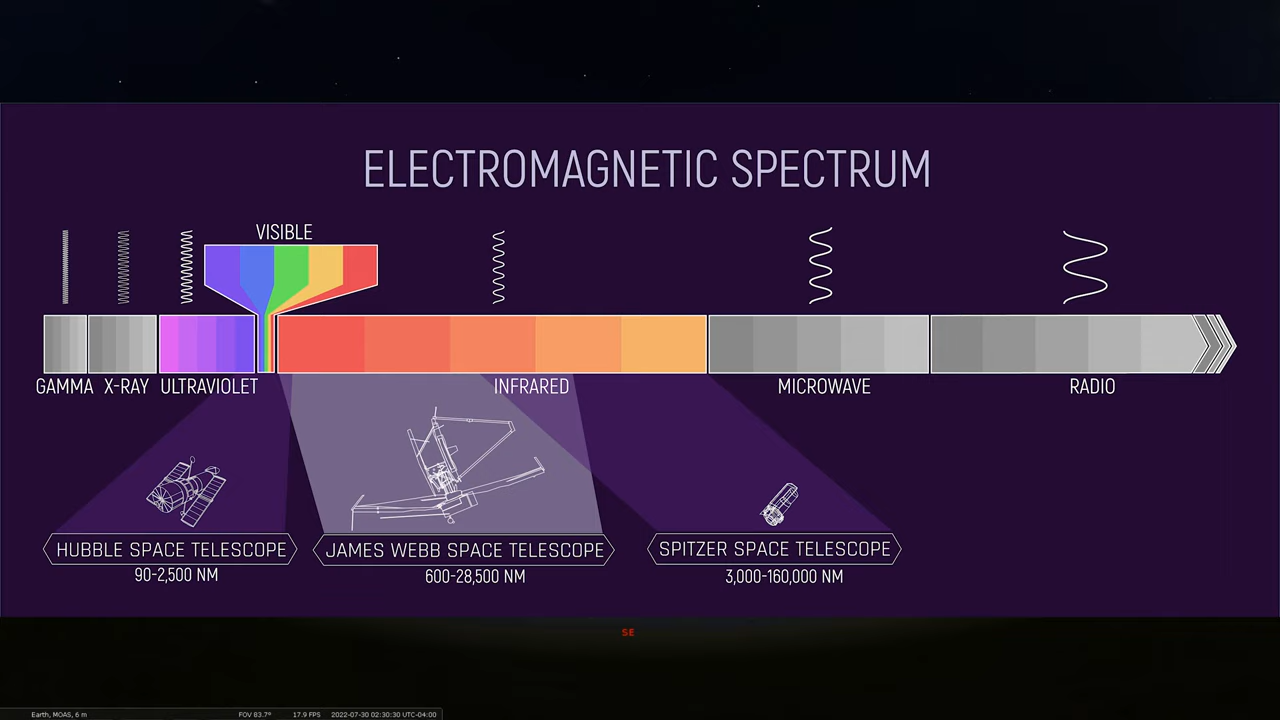 ELECTROMAGNETIC SPECTRUM
VISIBLE
GAMMA X-RAY ULTRAVIOLET INFRARED MICROWAVE RADIO
HUBBLE SPACE TELESCOPE
90-2,500 NM
JAMES WEBB SPACE TELESCOPE
600-28,500 NM
SPITZER SPACE TELESCOPE
3,000-160,000 NM
SE
Earth, MOAS, 6 m FOV 83.7° 17.9 FPS 2022-07-30 02:30:30 UTC-04:00